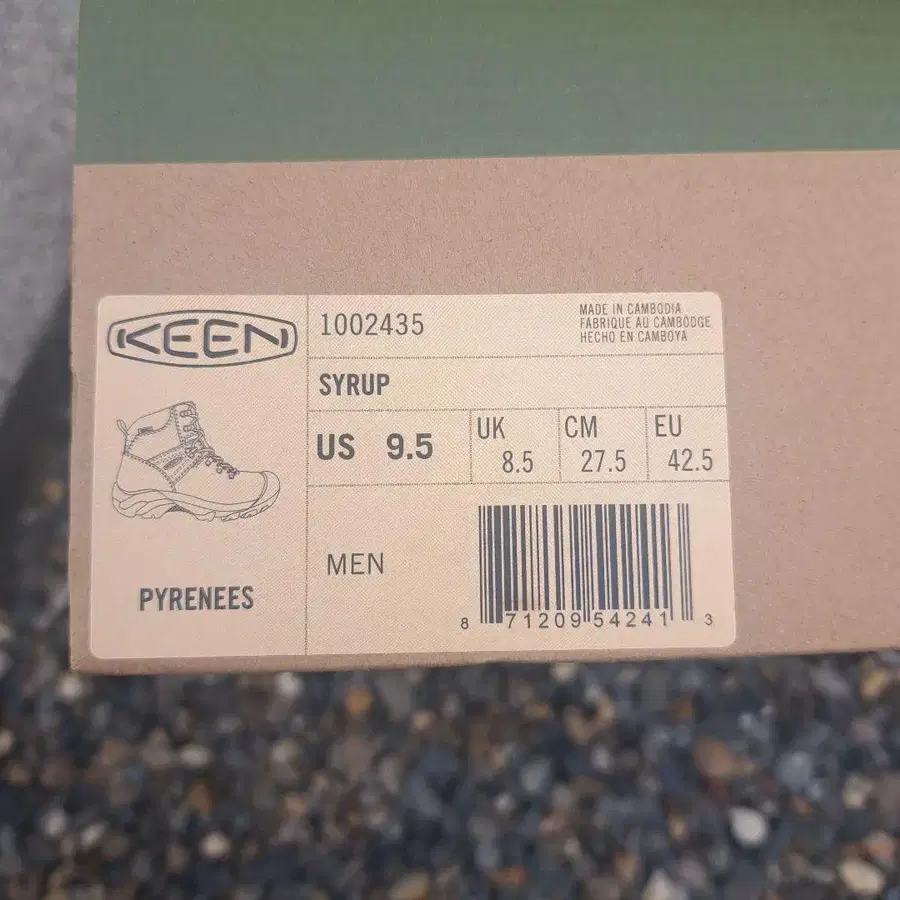 KEEN
1002435
MADE IN CAMBODIA
FABRIQUE AU CAMBODGE
HECHO EN CAMBOYA
SYRUP
US 9.5
UK 8.5
CM 27.5
EU 42.5
MEN
PYRENEES
8 71209 54241 3